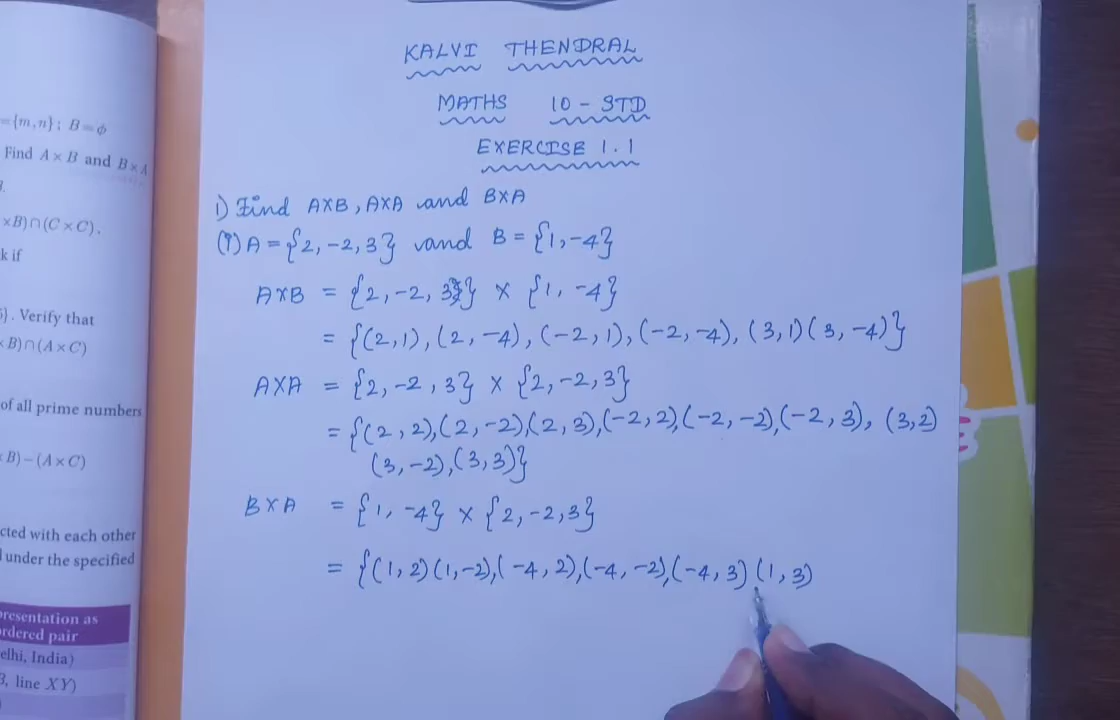 ={m,n}; B=ϕ
Find A×B and B×A
×B)∩(C×C),
k if
}. Verify that
×B)∩(A×C)
of all prime numbers
B)−(A×C)
cted with each other
under the specified
presentation as
ordered pair
elhi, India)
B, line XY)
KALVI THENDRAL
MATHS 10 - STD
EXERCISE 1.1
1) Find A×B, A×A and B×A
(i) A = {2, -2, 3} and B = {1, -4}
A×B = {2, -2, 3} × {1, -4}
= {(2,1), (2, -4), (-2, 1), (-2, -4), (3,1)(3, -4)}
A×A = {2, -2, 3} × {2, -2, 3}
= {(2, 2), (2, -2), (2, 3), (-2, 2), (-2, -2), (-2, 3), (3,2)
(3, -2), (3, 3)}
B×A = {1, -4} × {2, -2, 3}
= {(1, 2)(1, -2), (-4, 2), (-4, -2), (-4, 3) (1, 3)